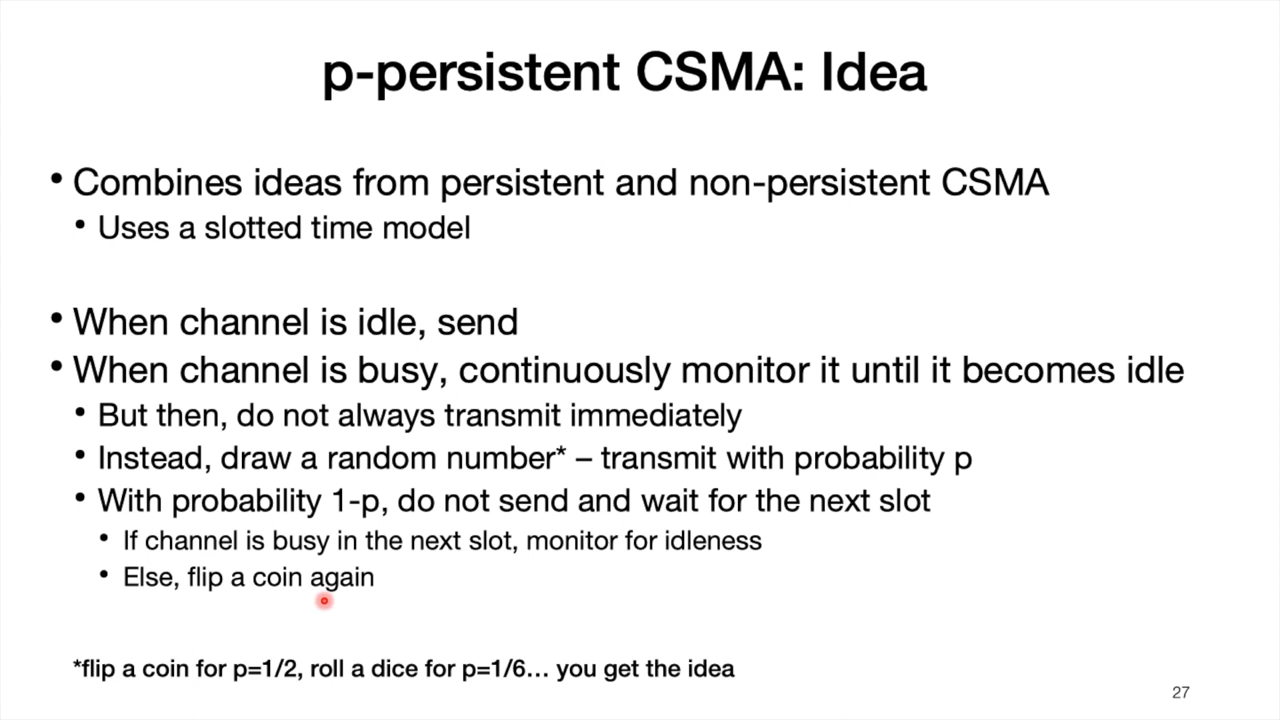 p-persistent CSMA: Idea
• Combines ideas from persistent and non-persistent CSMA
• Uses a slotted time model
• When channel is idle, send
• When channel is busy, continuously monitor it until it becomes idle
• But then, do not always transmit immediately
• Instead, draw a random number* – transmit with probability p
• With probability 1-p, do not send and wait for the next slot
• If channel is busy in the next slot, monitor for idleness
• Else, flip a coin again
*flip a coin for p=1/2, roll a dice for p=1/6… you get the idea
27